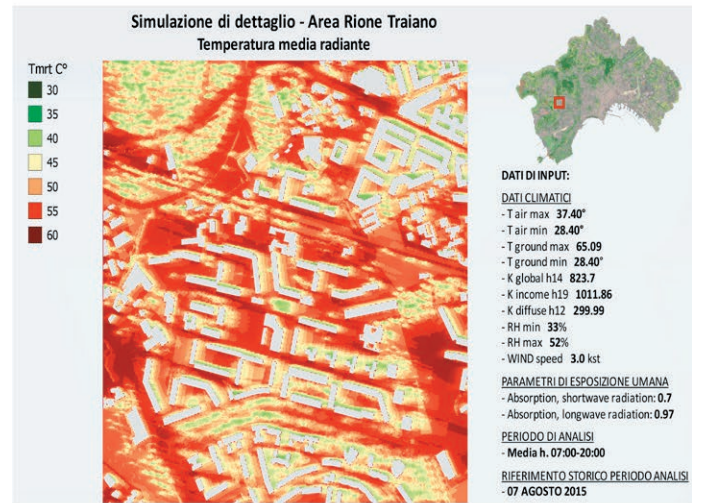 Simulazione di dettaglio - Area Rione Traiano
Temperatura media radiante
Tmrt C°
30
35
40
45
50
55
60
DATI DI INPUT:
DATI CLIMATICI
- T air max 37.40°
- T air min 28.40°
- T ground max 65.09
- T ground min 28.40°
- K global h14 823.7
- K income h19 1011.86
- K diffuse h12 299.99
- RH min 33%
- RH max 52%
- WIND speed 3.0 kst
PARAMETRI DI ESPOSIZIONE UMANA
- Absorption, shortwave radiation: 0.7
- Absorption, longwave radiation: 0.97
PERIODO DI ANALISI
- Media h. 07:00-20:00
RIFERIMENTO STORICO PERIODO ANALISI
- 07 AGOSTO 2015